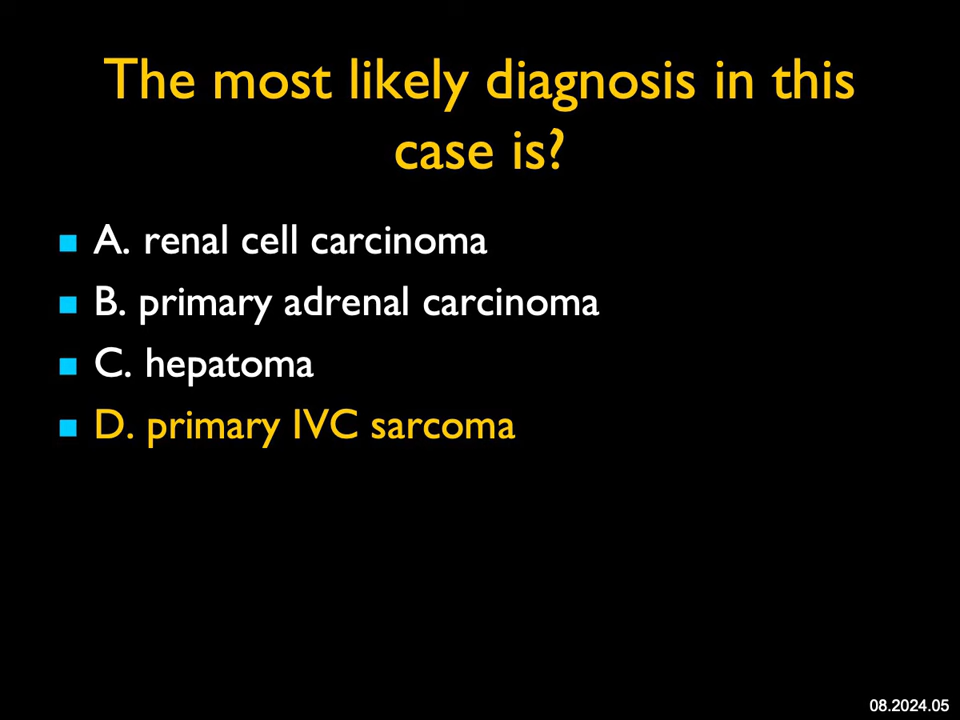 The most likely diagnosis in this
case is?
A. renal cell carcinoma
B. primary adrenal carcinoma
C. hepatoma
D. primary IVC sarcoma
08.2024.05